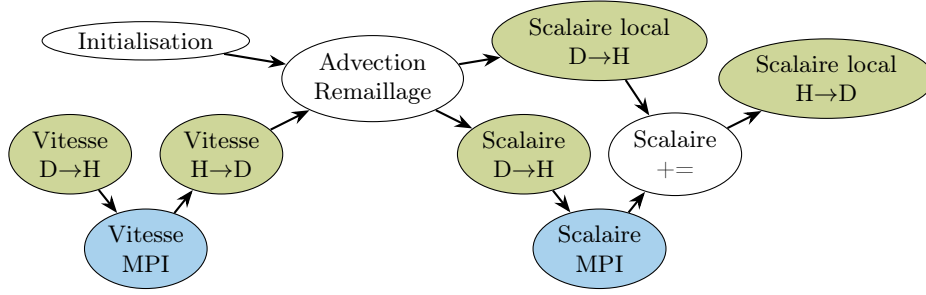 Initialisation
Advection
Remaillage
Scalaire local
D→H
Scalaire local
H→D
Vitesse
D→H
Vitesse
H→D
Scalaire
D→H
Scalaire
+=
Vitesse
MPI
Scalaire
MPI